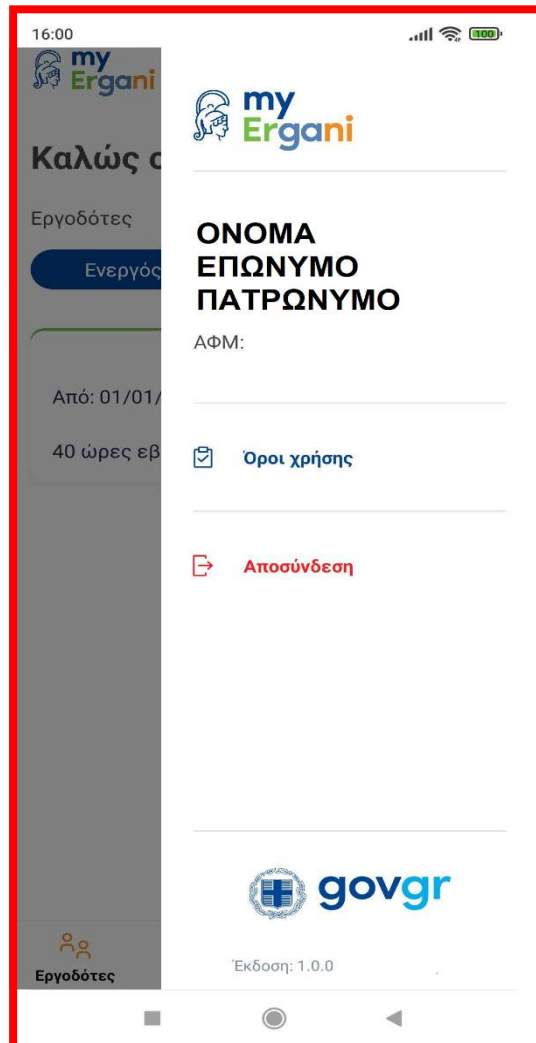 16:00
100
my
Ergani
Καλώς
Εργοδότες
Ενεργός
Από: 01/01/
40 ώρες εβ
Εργοδότες
my
Ergani
ΟΝΟΜΑ
ΕΠΩΝΥΜΟ
ΠΑΤΡΩΝΥΜΟ
ΑΦΜ:
Όροι χρήσης
Αποσύνδεση
govgr
Έκδοση: 1.0.0